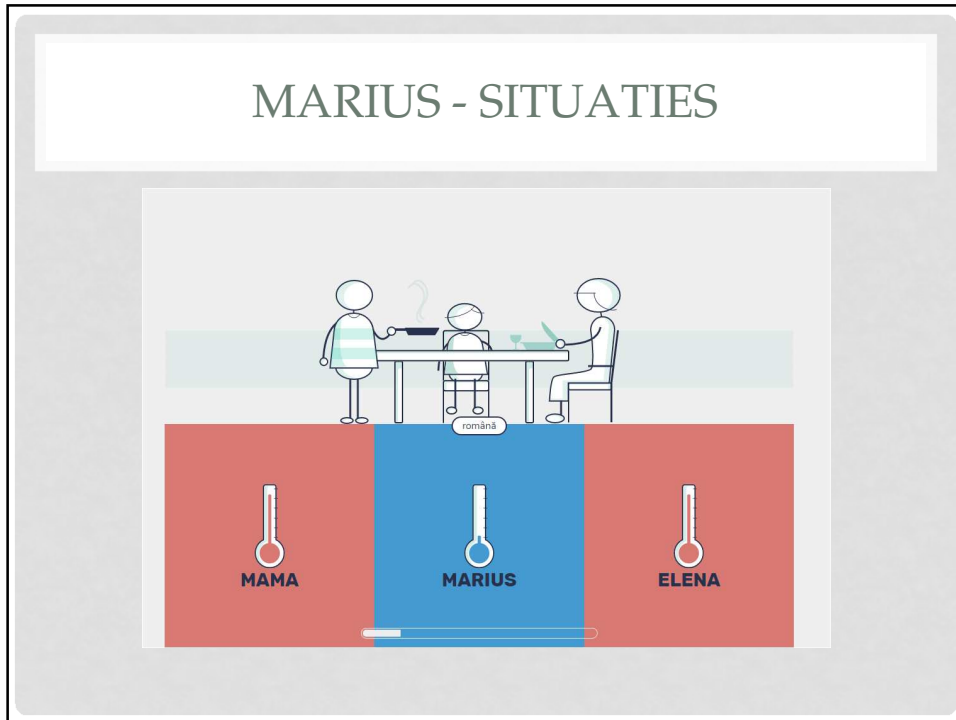 MARIUS - SITUATIES
română
MAMA
MARIUS
ELENA